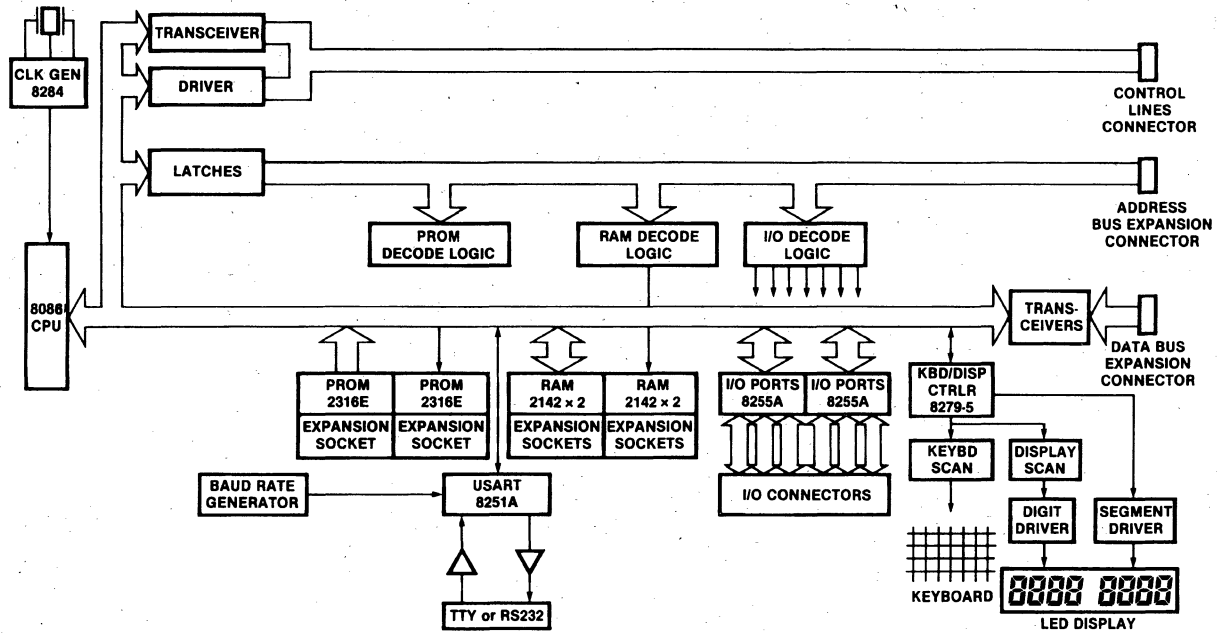 TRANSCEIVER
CLK GEN
8284
DRIVER
CONTROL
LINES
CONNECTOR
LATCHES
ADDRESS
BUS EXPANSION
CONNECTOR
PROM
DECODE LOGIC
RAM DECODE
LOGIC
I/O DECODE
LOGIC
8086
CPU
TRANS-
CEIVERS
DATA BUS
EXPANSION
CONNECTOR
PROM
2316E
PROM
2316E
EXPANSION
SOCKET
EXPANSION
SOCKET
RAM
2142 × 2
RAM
2142 × 2
EXPANSION
SOCKETS
EXPANSION
SOCKETS
I/O PORTS
8255A
I/O PORTS
8255A
KBD/DISP
CTRLR
8279-5
KEYBD
SCAN
DISPLAY
SCAN
BAUD RATE
GENERATOR
USART
8251A
I/O CONNECTORS
DIGIT
DRIVER
SEGMENT
DRIVER
KEYBOARD
8888 8888
TTY or RS232
LED DISPLAY